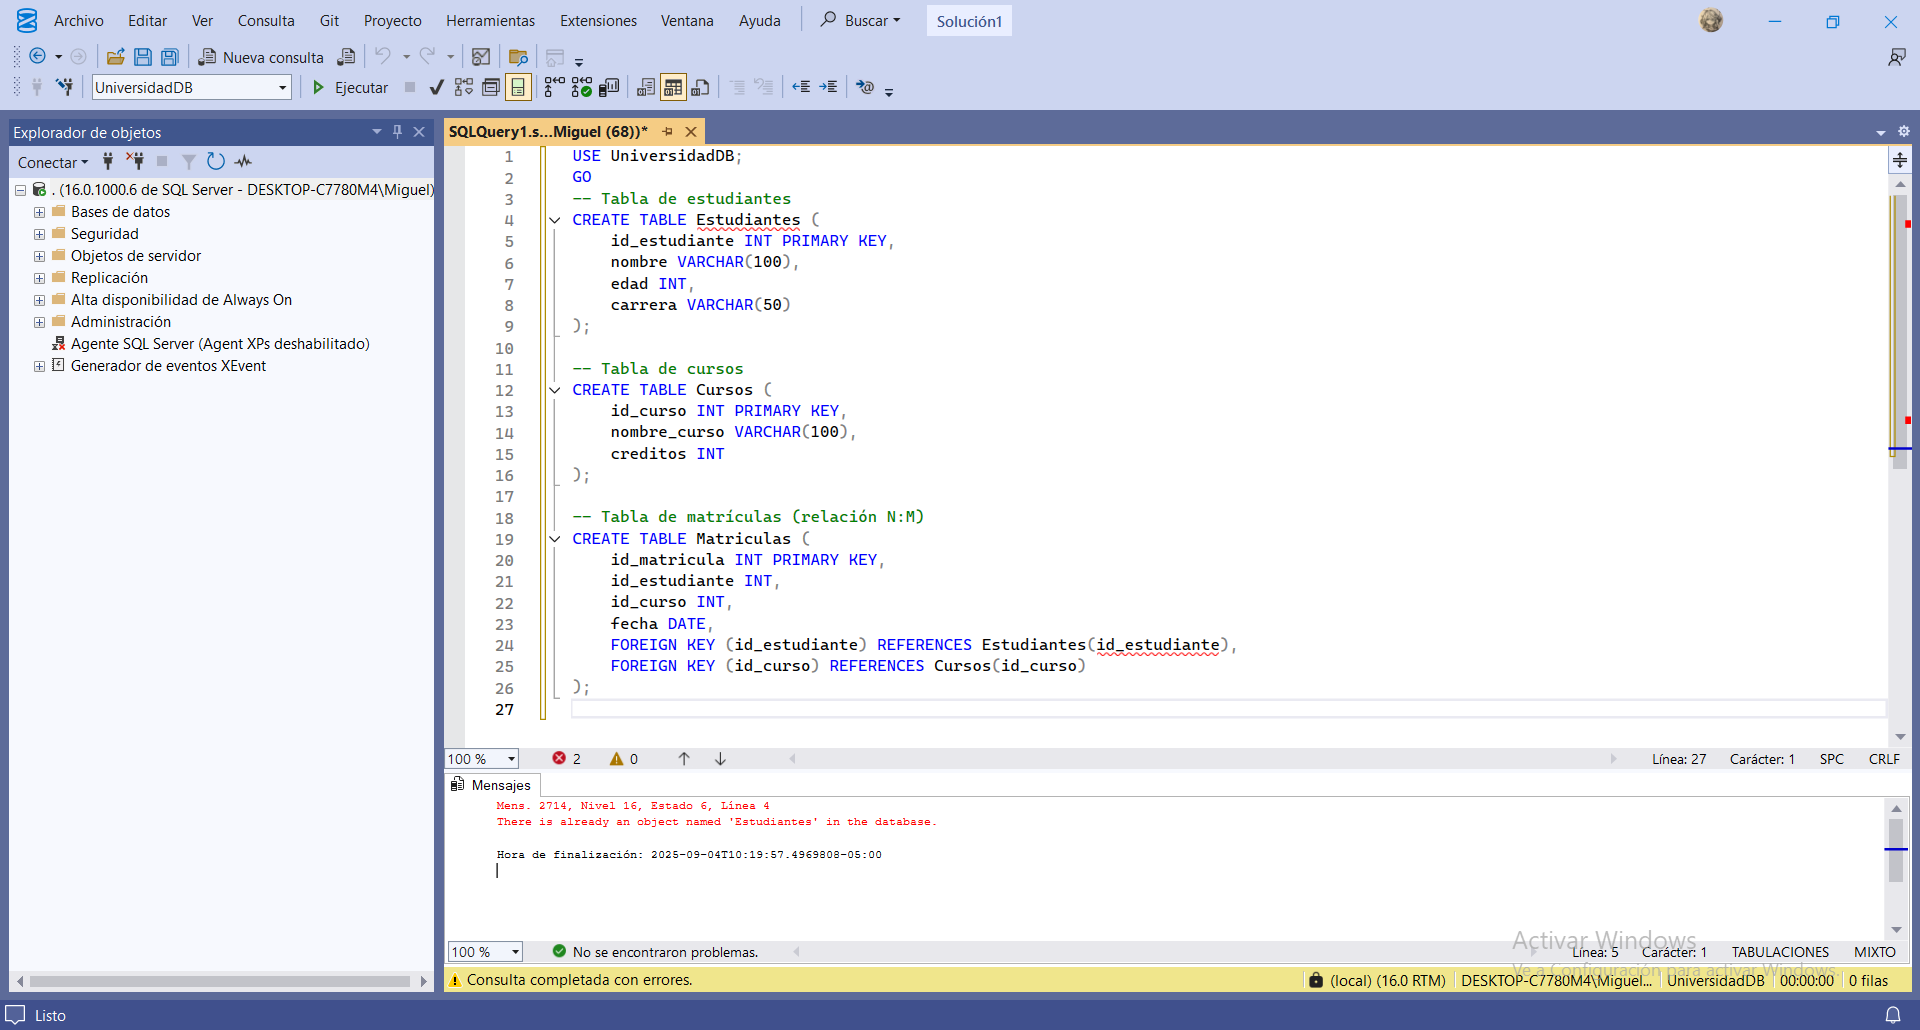 Archivo Editar Ver Consulta Git Proyecto Herramientas Extensiones Ventana Ayuda Buscar Solución1
Nueva consulta
UniversidadDB Ejecutar
Explorador de objetos
Conectar
. (16.0.1000.6 de SQL Server - DESKTOP-C7780M4\Miguel)
Bases de datos
Seguridad
Objetos de servidor
Replicación
Alta disponibilidad de Always On
Administración
Agente SQL Server (Agent XPs deshabilitado)
Generador de eventos XEvent
SQLQuery1.s...Miguel (68))*
1 USE UniversidadDB;
2 GO
3 -- Tabla de estudiantes
4 CREATE TABLE Estudiantes (
5 id_estudiante INT PRIMARY KEY,
6 nombre VARCHAR(100),
7 edad INT,
8 carrera VARCHAR(50)
9 );
10
11 -- Tabla de cursos
12 CREATE TABLE Cursos (
13 id_curso INT PRIMARY KEY,
14 nombre_curso VARCHAR(100),
15 creditos INT
16 );
17
18 -- Tabla de matrículas (relación N:M)
19 CREATE TABLE Matriculas (
20 id_matricula INT PRIMARY KEY,
21 id_estudiante INT,
22 id_curso INT,
23 fecha DATE,
24 FOREIGN KEY (id_estudiante) REFERENCES Estudiantes(id_estudiante),
25 FOREIGN KEY (id_curso) REFERENCES Cursos(id_curso)
26 );
27
100 % 2 0 Línea: 27 Carácter: 1 SPC CRLF
Mensajes
Mens. 2714, Nivel 16, Estado 6, Línea 4
There is already an object named 'Estudiantes' in the database.
Hora de finalización: 2025-09-04T10:19:57.4969808-05:00
Activar Windows
Ve a Configuración para activar Windows.
100 % No se encontraron problemas. Línea: 5 Carácter: 1 TABULACIONES MIXTO
Consulta completada con errores. (local) (16.0 RTM) DESKTOP-C7780M4\Miguel... UniversidadDB 00:00:00 0 filas
Listo